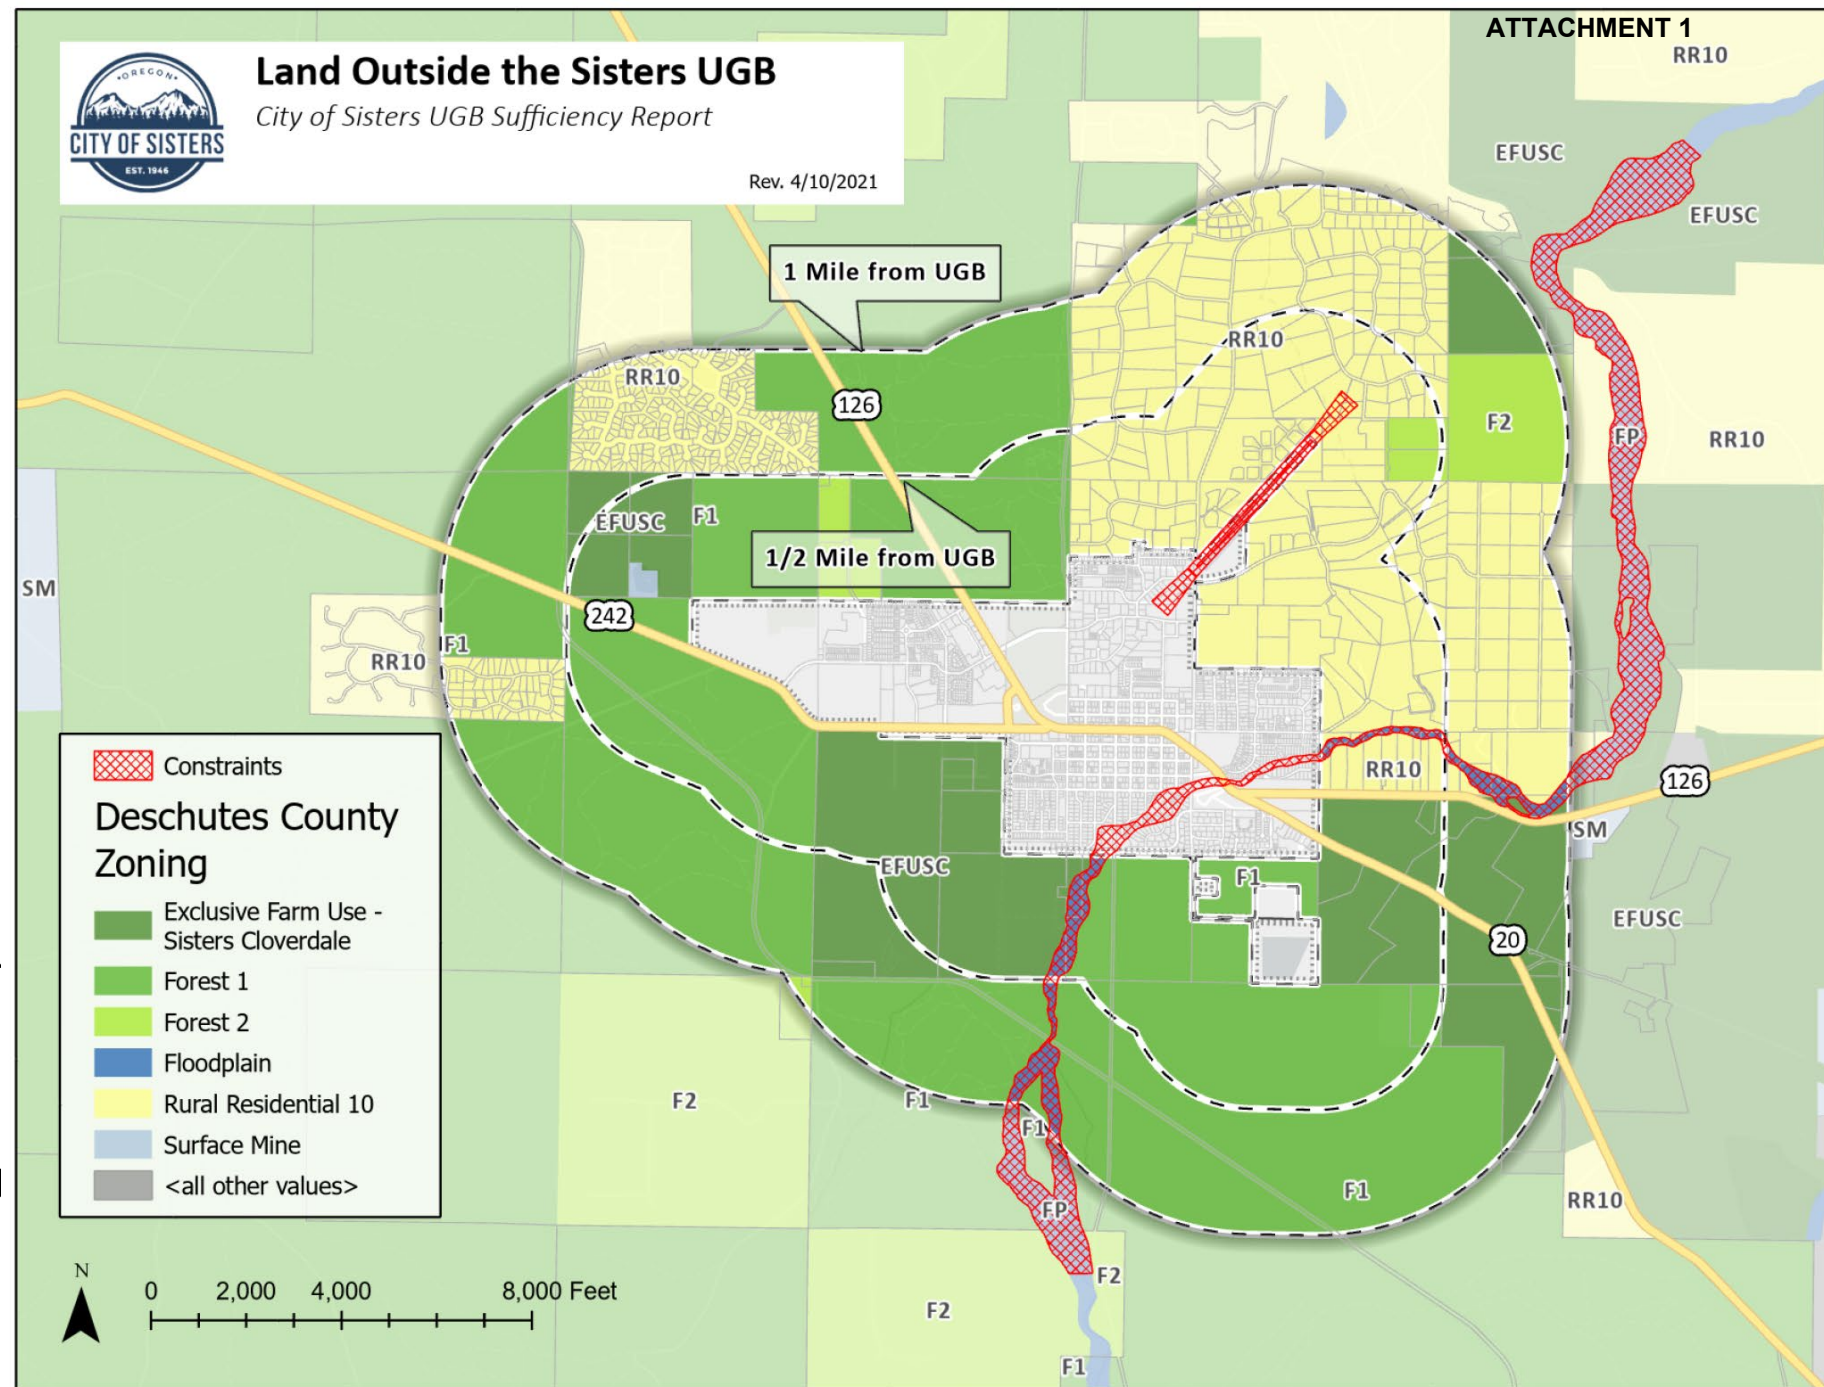 ATTACHMENT 1
OREGON
CITY OF SISTERS
EST. 1946
Land Outside the Sisters UGB
City of Sisters UGB Sufficiency Report
Rev. 4/10/2021
RR10
EFUSC
EFUSC
1 Mile from UGB
RR10
RR10
126
F2
FP
RR10
EFUSC
F1
1/2 Mile from UGB
SM
242
F1
RR10
RR10
126
SM
EFUSC
F1
EFUSC
20
F2
F1
F1
F1
RR10
FP
F2
F2
F1
Constraints
Deschutes County
Zoning
Exclusive Farm Use -
Sisters Cloverdale
Forest 1
Forest 2
Floodplain
Rural Residential 10
Surface Mine
<all other values>
N
0 2,000 4,000 8,000 Feet